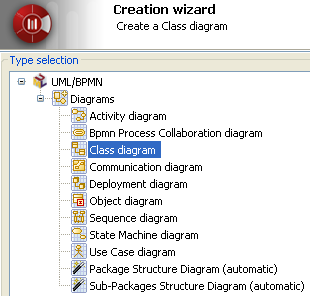 Creation wizard
Create a Class diagram
Type selection
UML/BPMN
Diagrams
Activity diagram
Bpmn Process Collaboration diagram
Class diagram
Communication diagram
Deployment diagram
Object diagram
Sequence diagram
State Machine diagram
Use Case diagram
Package Structure Diagram (automatic)
Sub-Packages Structure Diagram (automatic)